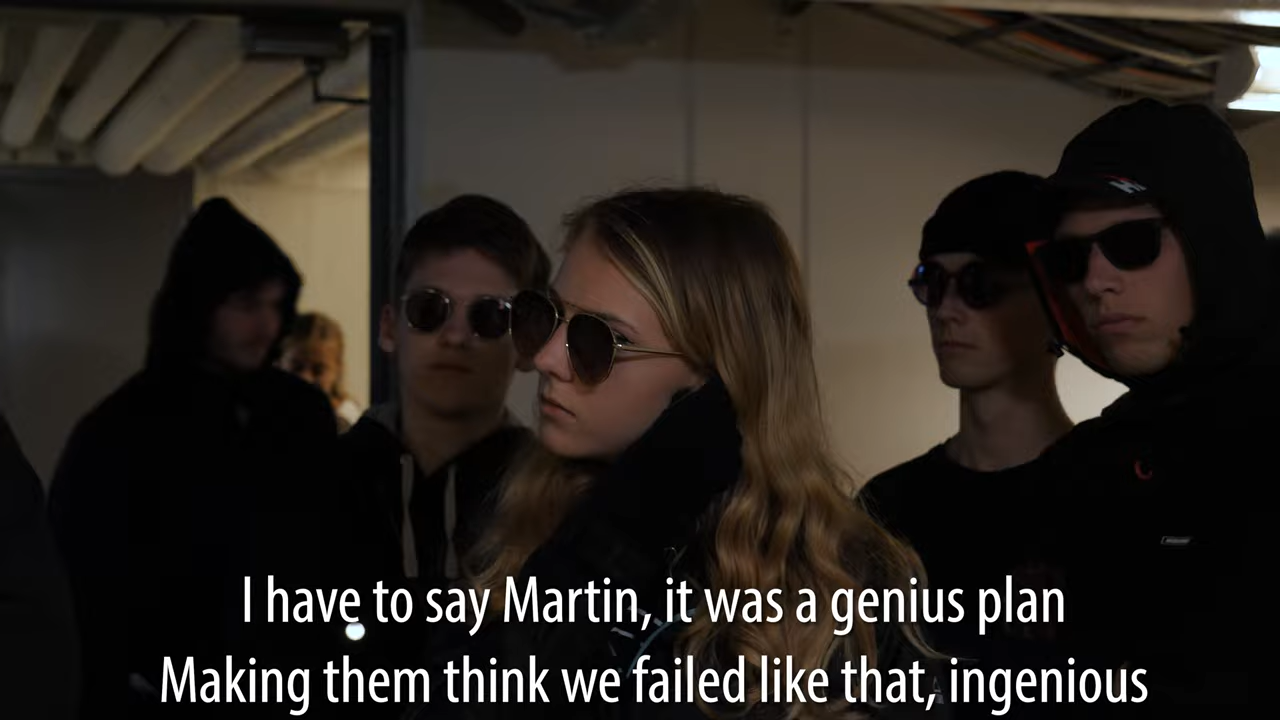 I have to say Martin, it was a genius plan
Making them think we failed like that, ingenious